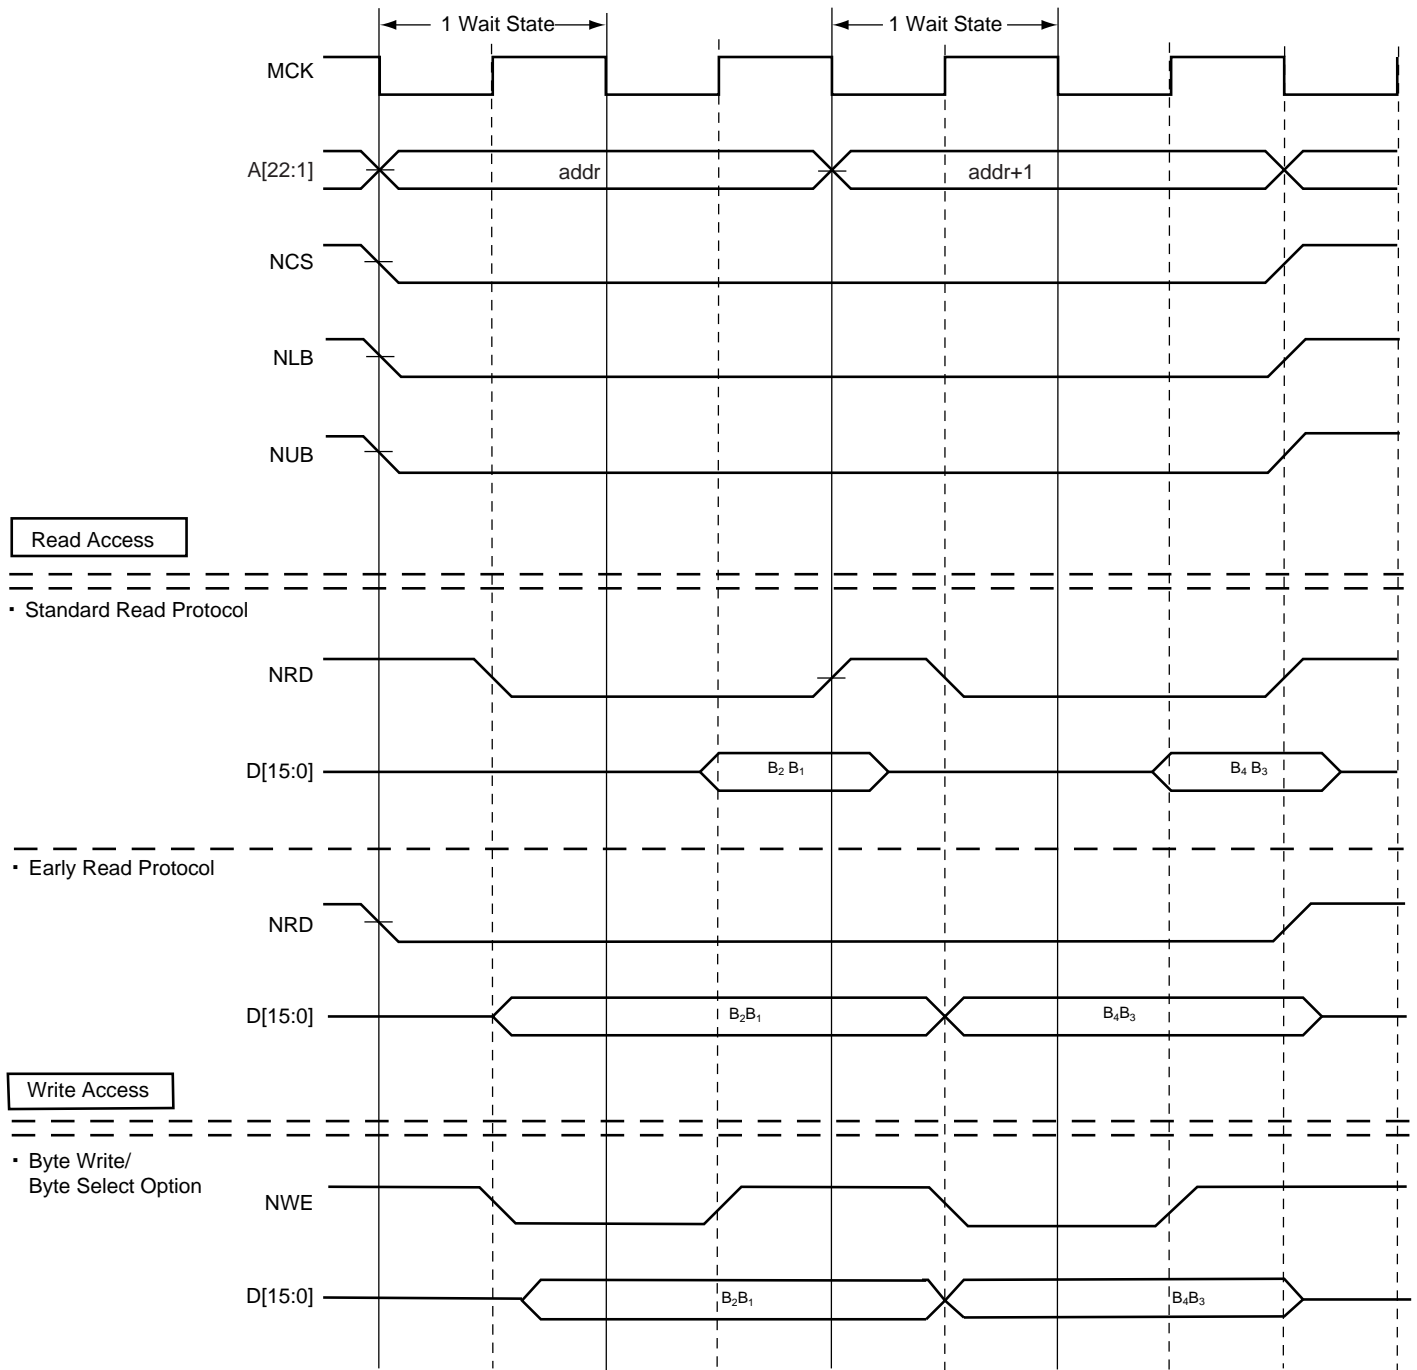 1 Wait State
1 Wait State
MCK
A[22:1]
addr
addr+1
NCS
NLB
NUB
Read Access
· Standard Read Protocol
NRD
D[15:0]
B₂ B₁
B₄ B₃
· Early Read Protocol
NRD
D[15:0]
B₂B₁
B₄B₃
Write Access
· Byte Write/
Byte Select Option
NWE
D[15:0]
B₂B₁
B₄B₃